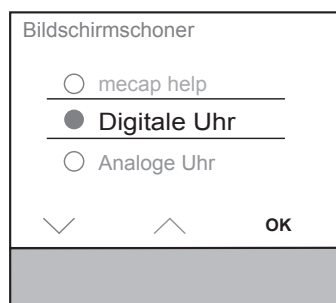 Bildschirmschoner
mecap help
Digitale Uhr
Analoge Uhr
OK